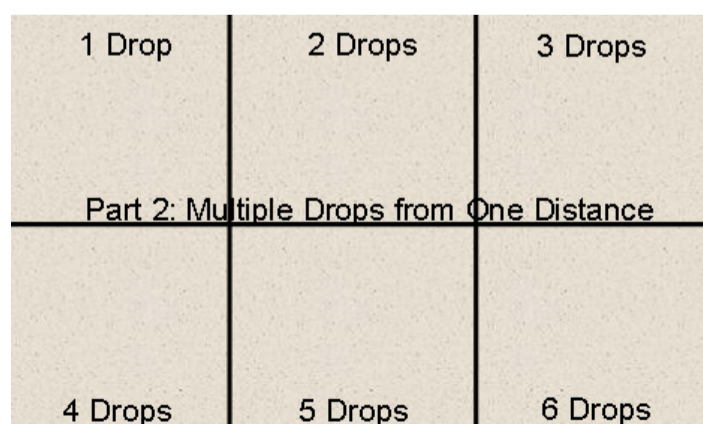 1 Drop 2 Drops 3 Drops
Part 2: Multiple Drops from One Distance
4 Drops 5 Drops 6 Drops